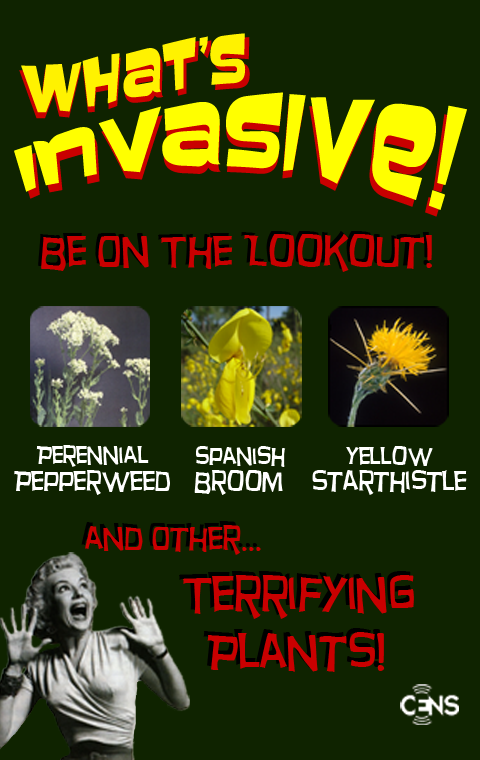 WHAT'S
INVASIVE!
BE ON THE LOOKOUT!
PERENNIAL
PEPPERWEED
SPANISH
BROOM
YELLOW
STARTHISTLE
AND OTHER...
TERRIFYING
PLANTS!
CENS